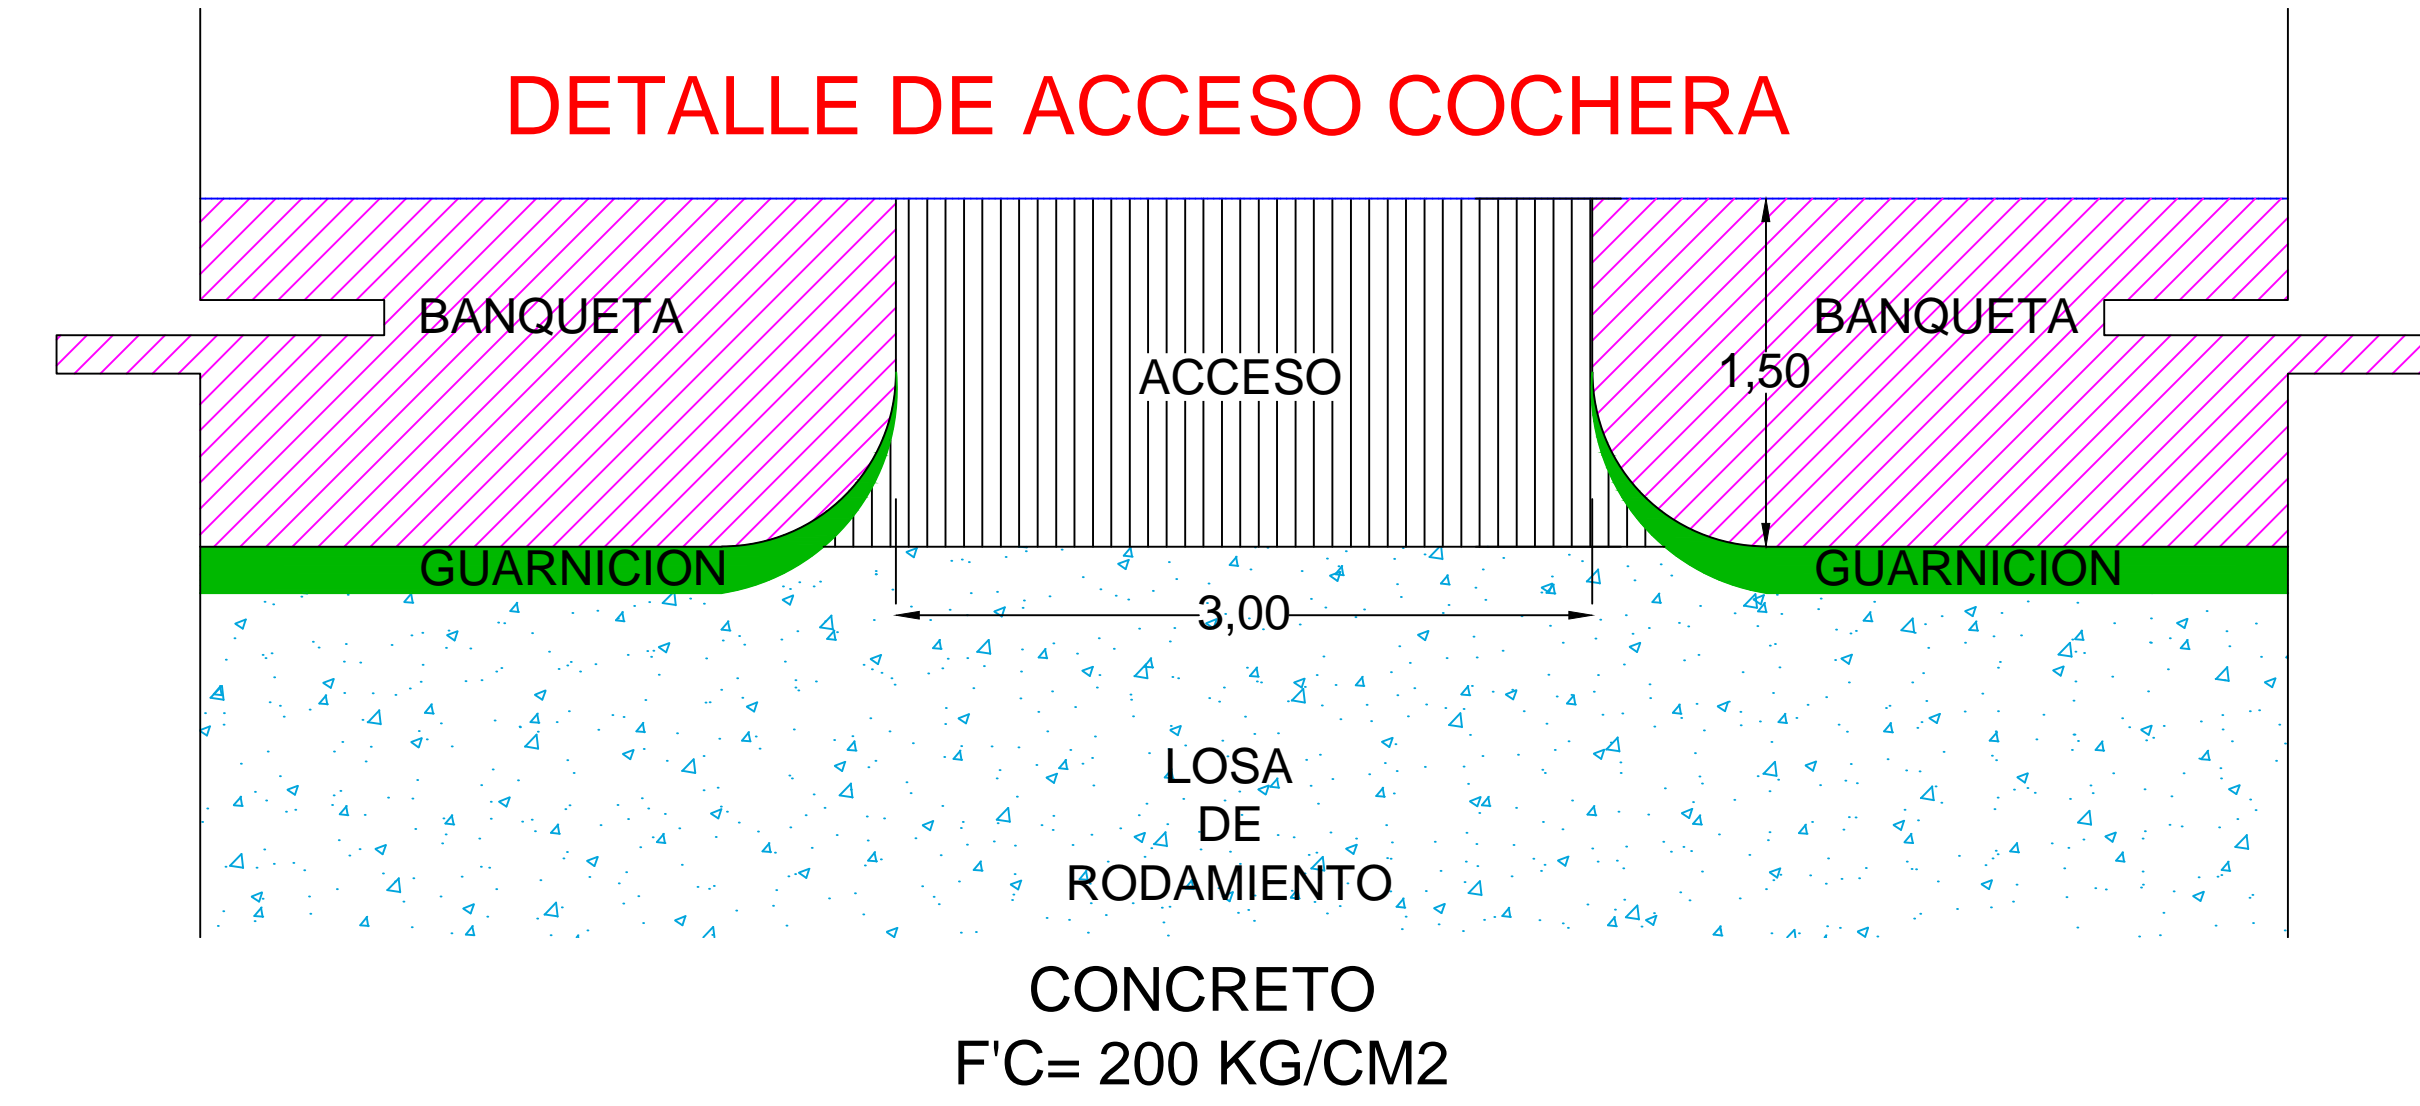 DETALLE DE ACCESO COCHERA
BANQUETA
BANQUETA
ACCESO
1,50
GUARNICION
GUARNICION
3,00
LOSA
DE
RODAMIENTO
CONCRETO
F'C= 200 KG/CM2